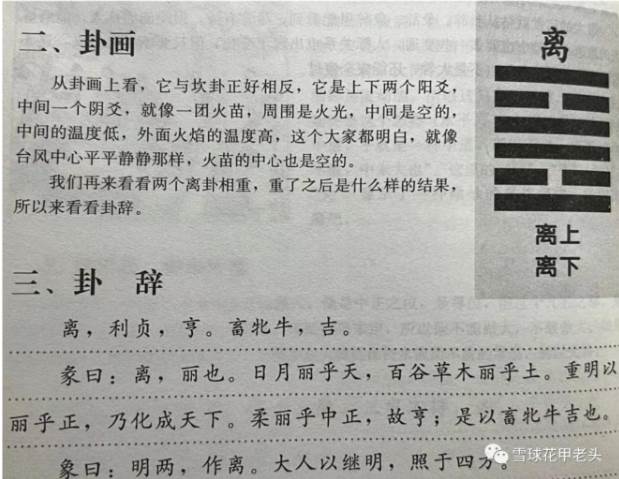 二、卦画
从卦画上看，它与坎卦正好相反，它是上下两个阳爻，
中间一个阴爻，就像一团火苗，周围是火光，中间是空的，
中间的温度低，外面火焰的温度高，这个大家都明白，就像
台风中心平平静静那样，火苗的中心也是空的。
我们再来看看两个离卦相重，重了之后是什么样的结果，
所以来看看卦辞。
离
离上
离下
三、卦 辞
离，利贞，亨。畜牝牛，吉。
彖曰：离，丽也。日月丽乎天，百谷草木丽乎土。重明以
丽乎正，乃化成天下。柔丽乎中正，故亨；是以畜牝牛吉也。
象曰：明两，作离。大人以继明，照于四方。
雪球花甲老头